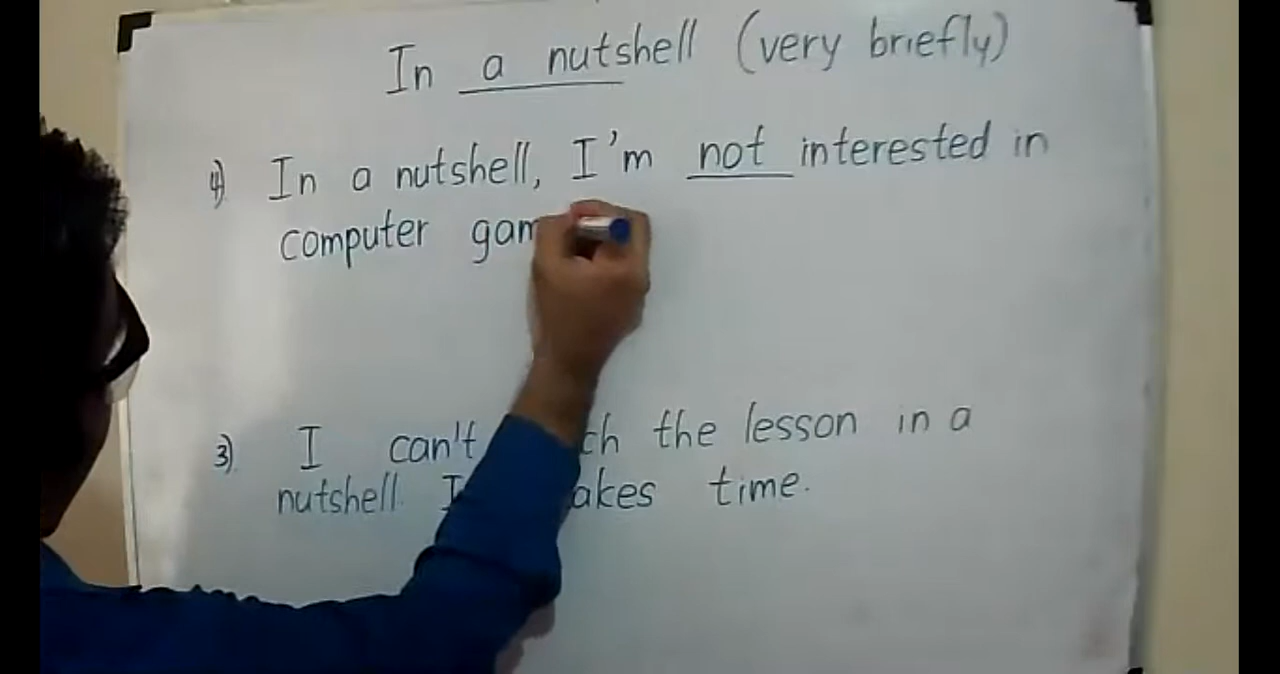 In a nutshell (very briefly)
4) In a nutshell, I'm not interested in
computer gam
3) I can't ch the lesson in a
nutshell. I akes time.